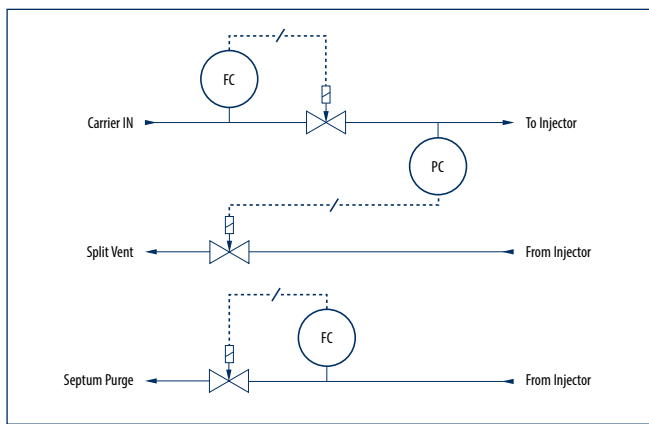 FC
Carrier IN
To Injector
PC
Split Vent
From Injector
FC
Septum Purge
From Injector